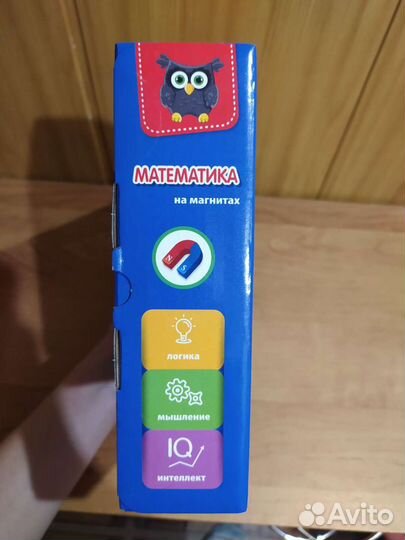 МАТЕМАТИКА
на магнитах
N
S
логика
мышление
IQ
интеллект
Avito